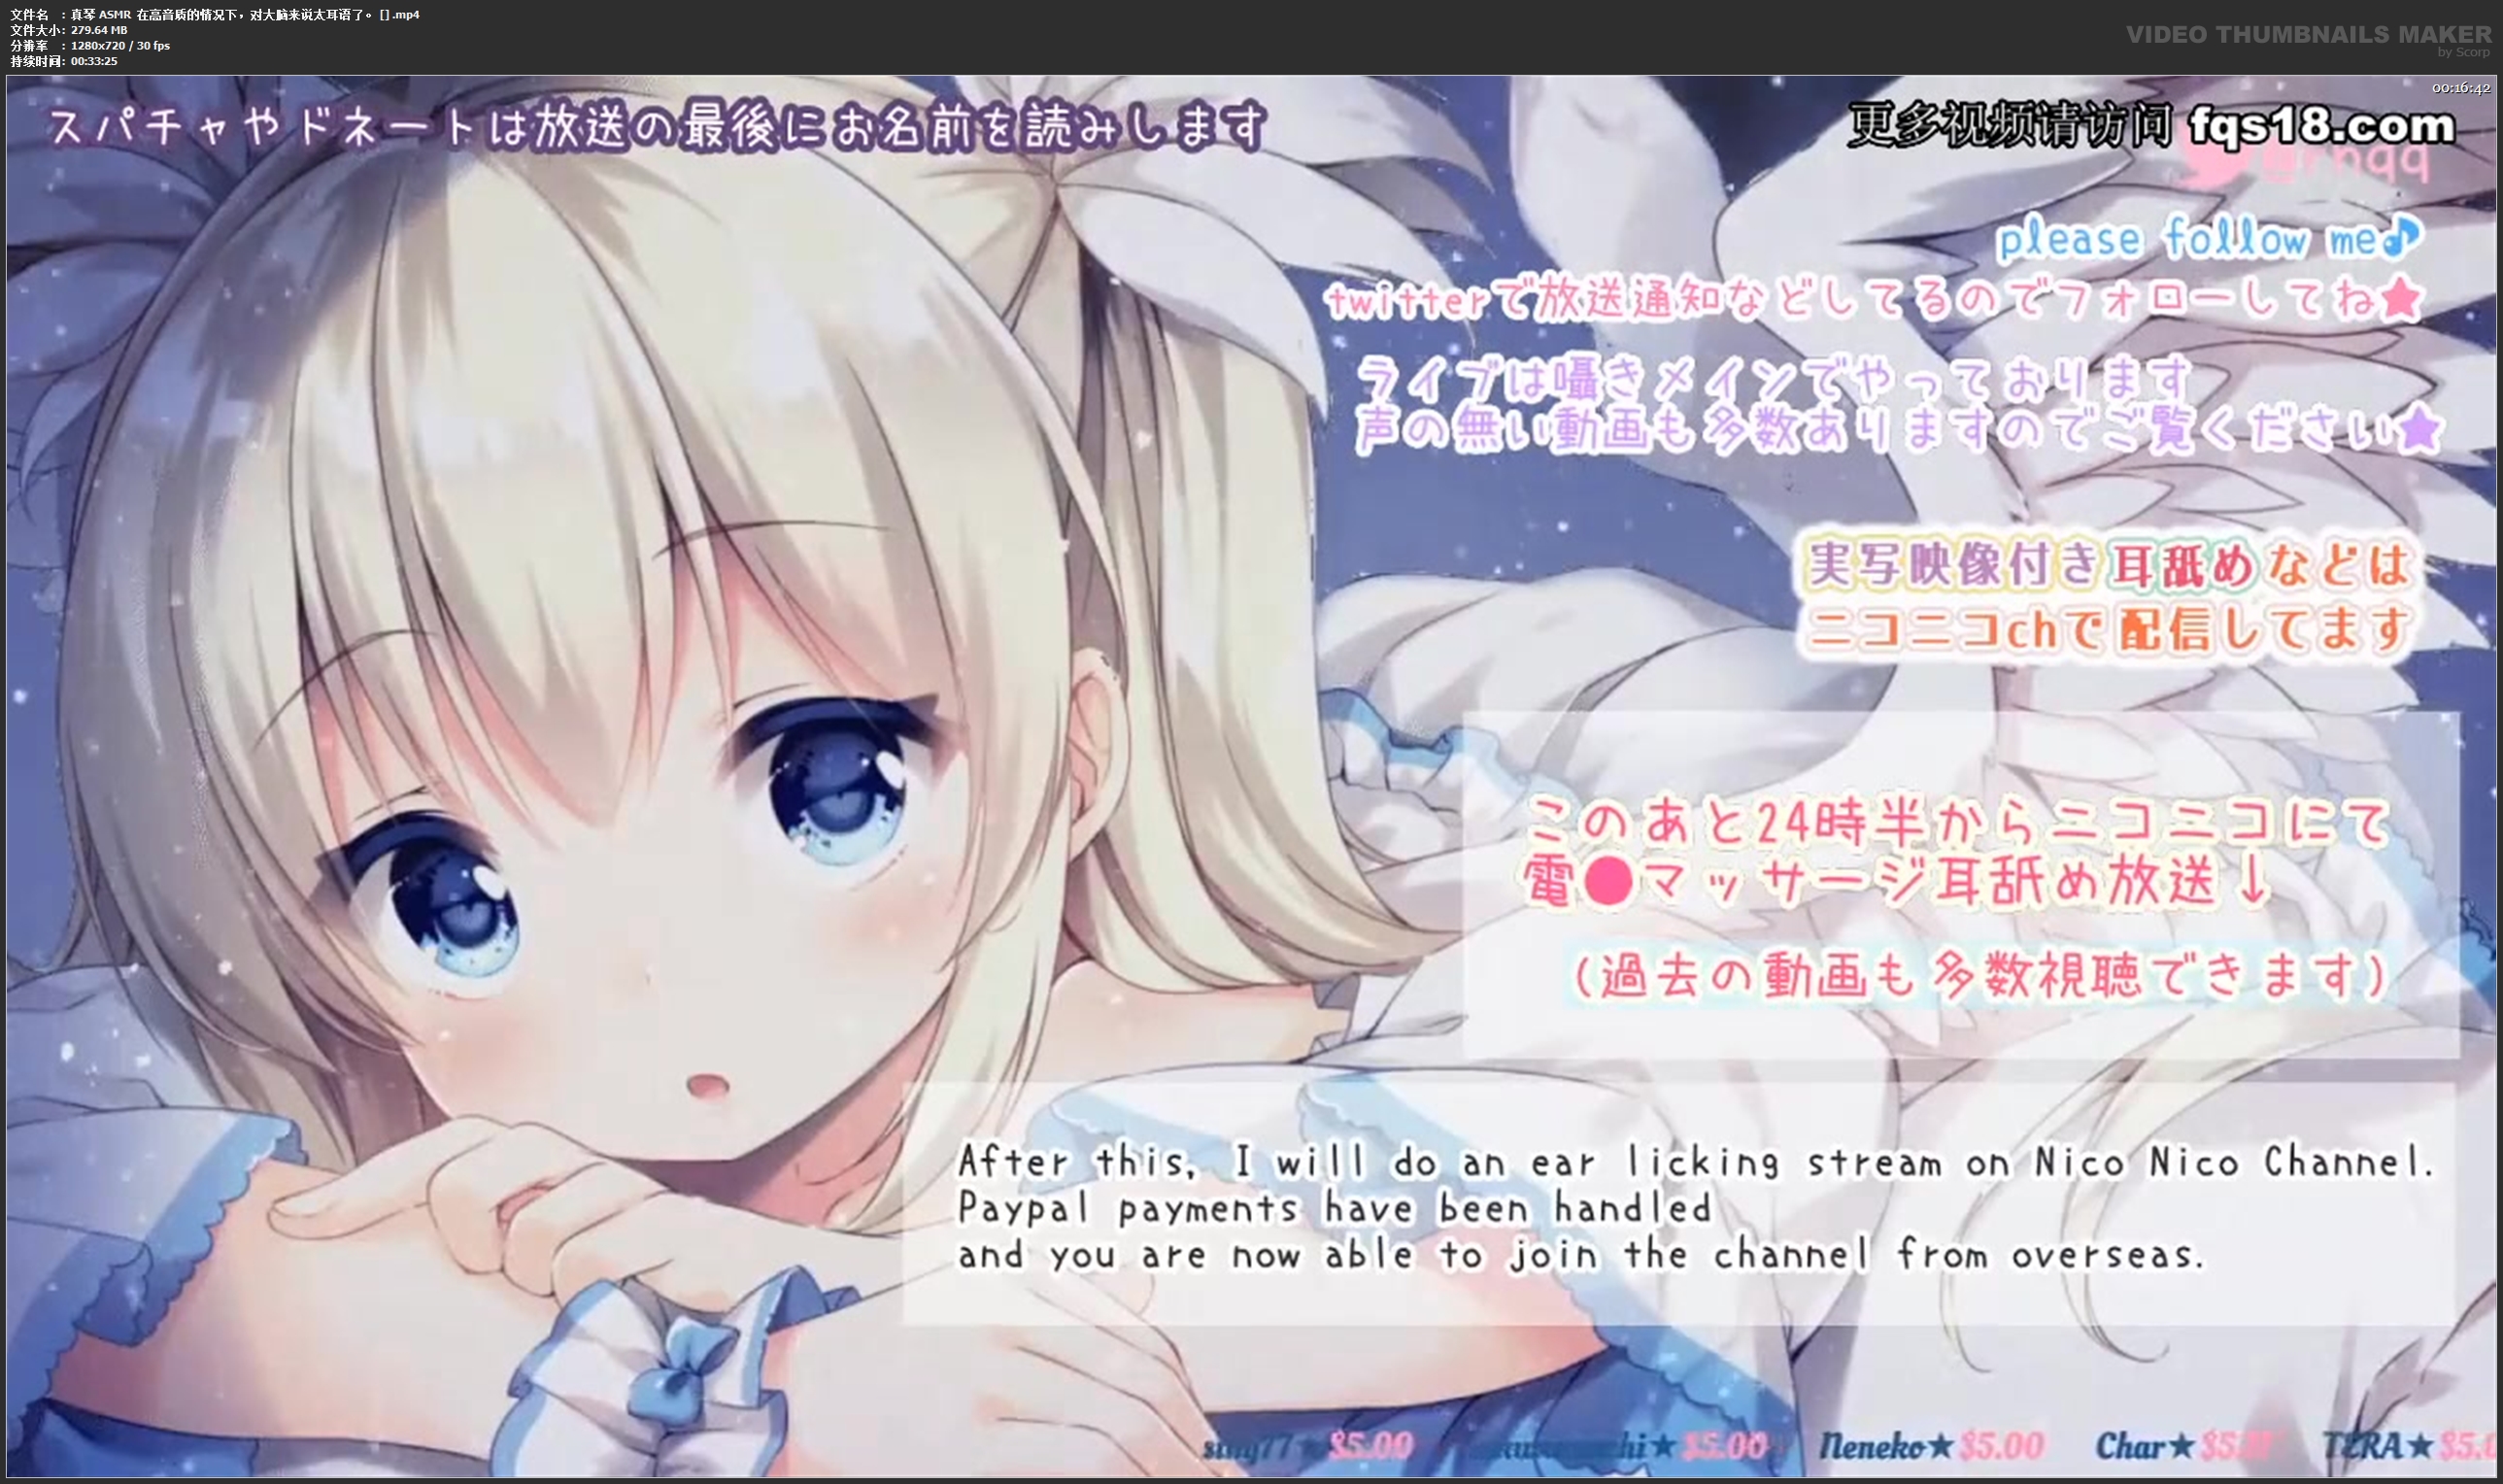 文件名 : 真琴 ASMR 在高音质的情况下，对大脑来说太耳语了。[].mp4
文件大小: 279.64 MB
分辨率 : 1280x720 / 30 fps
持续时间: 00:33:25
VIDEO THUMBNAILS MAKER
by Scorp
00:16:42
スパチャやドネートは放送の最後にお名前を読みします
更多视频请访问 fqs18.com
please follow me♪
twitterで放送通知などしてるのでフォローしてね★
ライブは囁きメインでやっております
声の無い動画も多数ありますのでご覧ください★
実写映像付き耳舐めなどは
ニコニコchで配信してます
このあと24時半からニコニコにて
電●マッサージ耳舐め放送↓
(過去の動画も多数視聴できます)
After this, I will do an ear licking stream on Nico Nico Channel.
Paypal payments have been handled
and you are now able to join the channel from overseas.
★$5.00 ★$5.00 Neneko★$5.00 Char★ TERA★